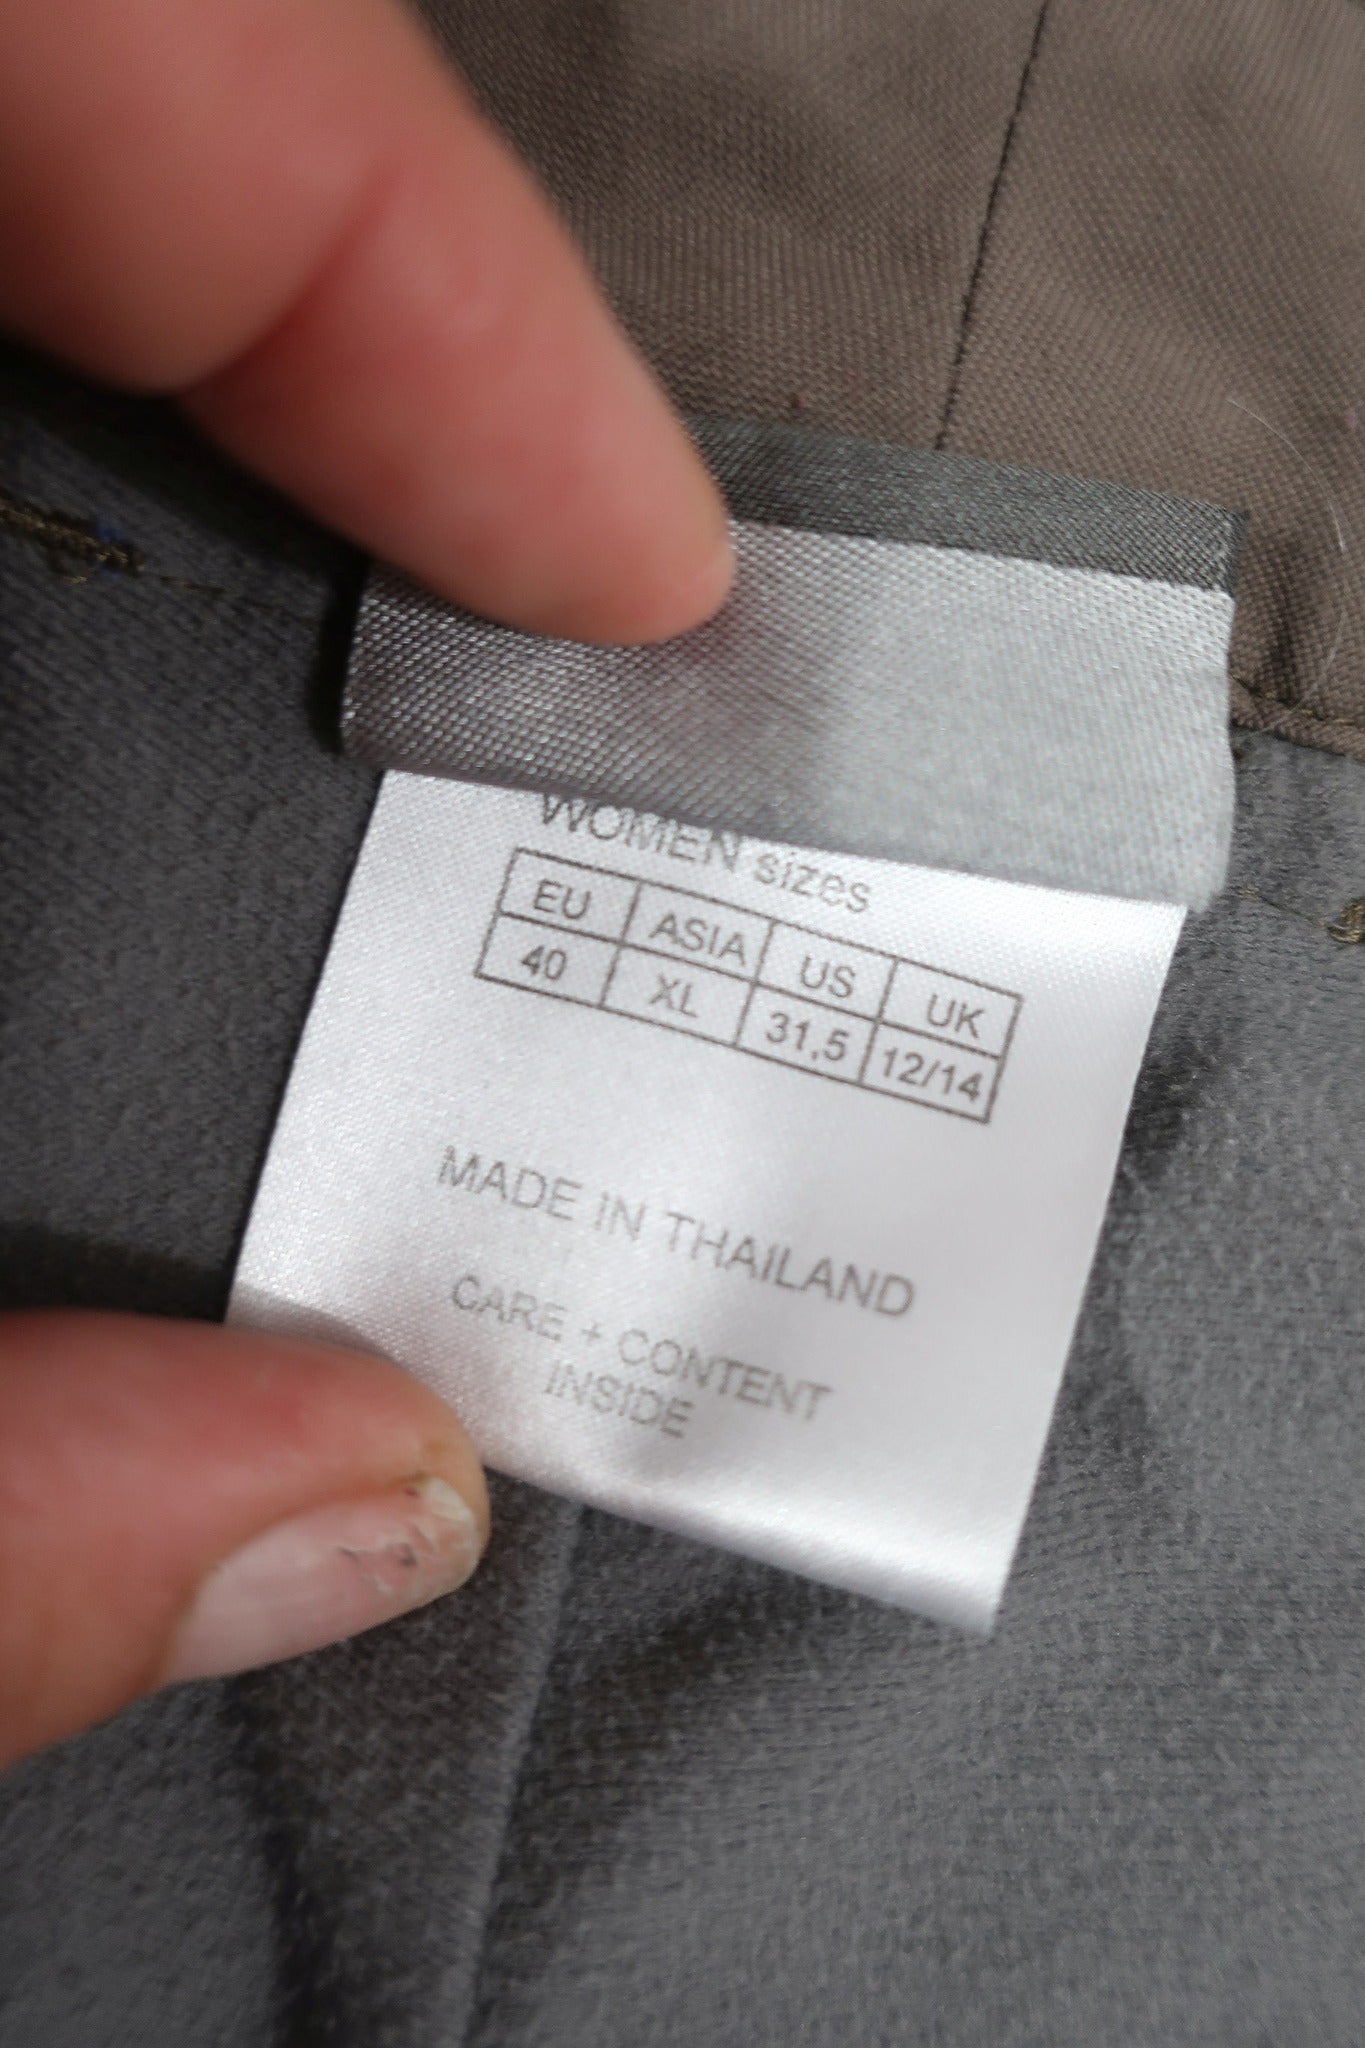 WOMEN sizes
EU ASIA US UK
40 XL 31,5 12/14
MADE IN THAILAND
CARE + CONTENT
INSIDE